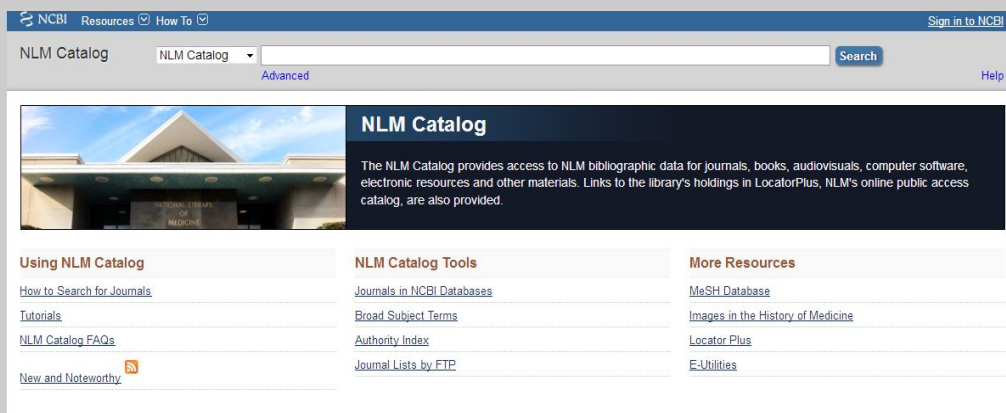 NCBI Resources How To Sign in to NCBI
NLM Catalog NLM Catalog Search
Advanced Help
NATIONAL LIBRARY
OF
MEDICINE
NLM Catalog
The NLM Catalog provides access to NLM bibliographic data for journals, books, audiovisuals, computer software,
electronic resources and other materials. Links to the library's holdings in LocatorPlus, NLM's online public access
catalog, are also provided.
Using NLM Catalog
How to Search for Journals
Tutorials
NLM Catalog FAQs
New and Noteworthy
NLM Catalog Tools
Journals in NCBI Databases
Broad Subject Terms
Authority Index
Journal Lists by FTP
More Resources
MeSH Database
Images in the History of Medicine
Locator Plus
E-Utilities